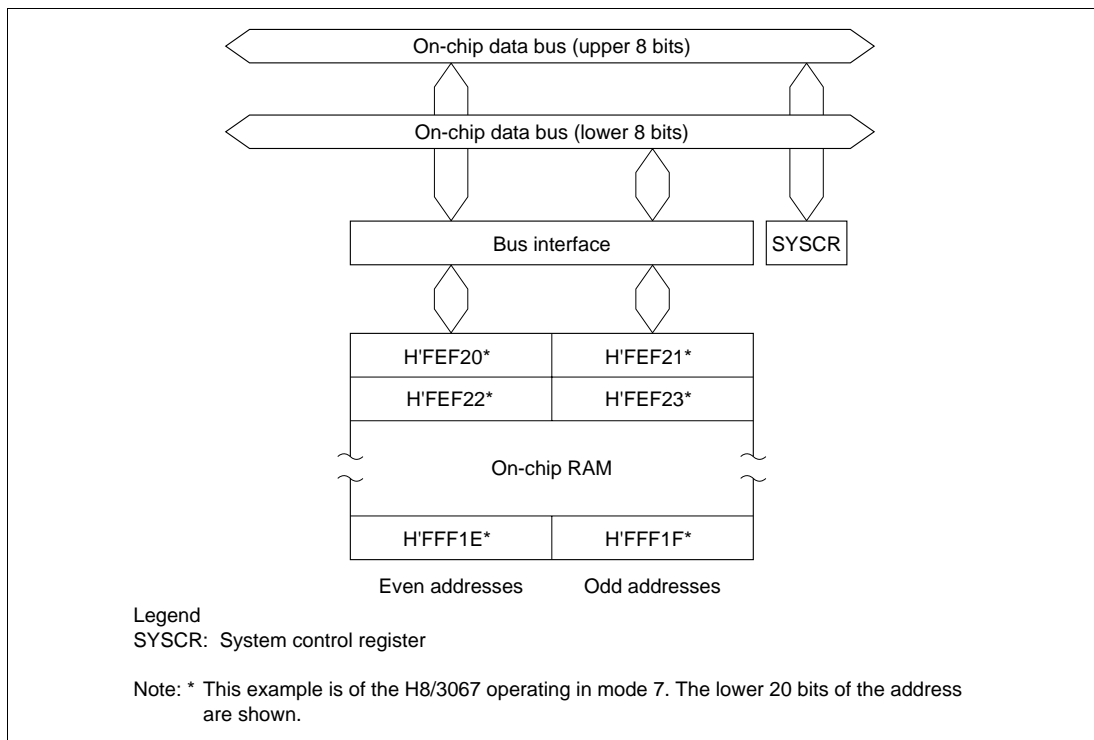 On-chip data bus (upper 8 bits)
On-chip data bus (lower 8 bits)
Bus interface
SYSCR
H'FEF20*
H'FEF21*
H'FEF22*
H'FEF23*
On-chip RAM
H'FFF1E*
H'FFF1F*
Even addresses
Odd addresses
Legend
SYSCR: System control register
Note: * This example is of the H8/3067 operating in mode 7. The lower 20 bits of the address
are shown.